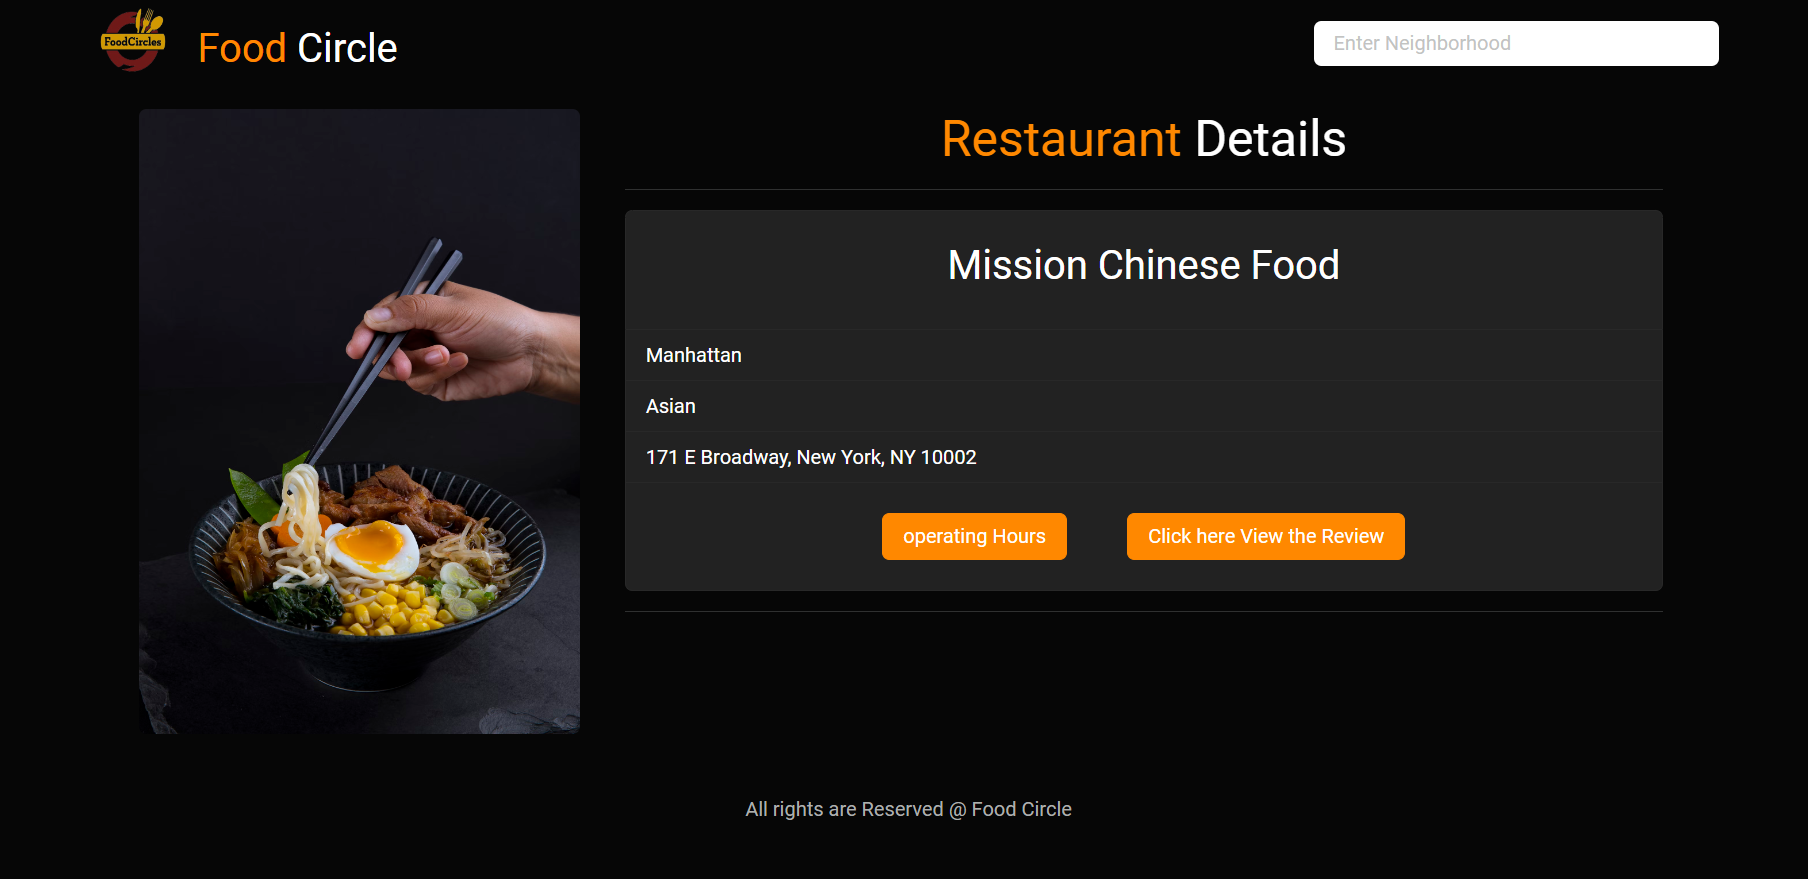 FoodCircles
Food Circle
Enter Neighborhood
Restaurant Details
Mission Chinese Food
Manhattan
Asian
171 E Broadway, New York, NY 10002
operating Hours
Click here View the Review
All rights are Reserved @ Food Circle